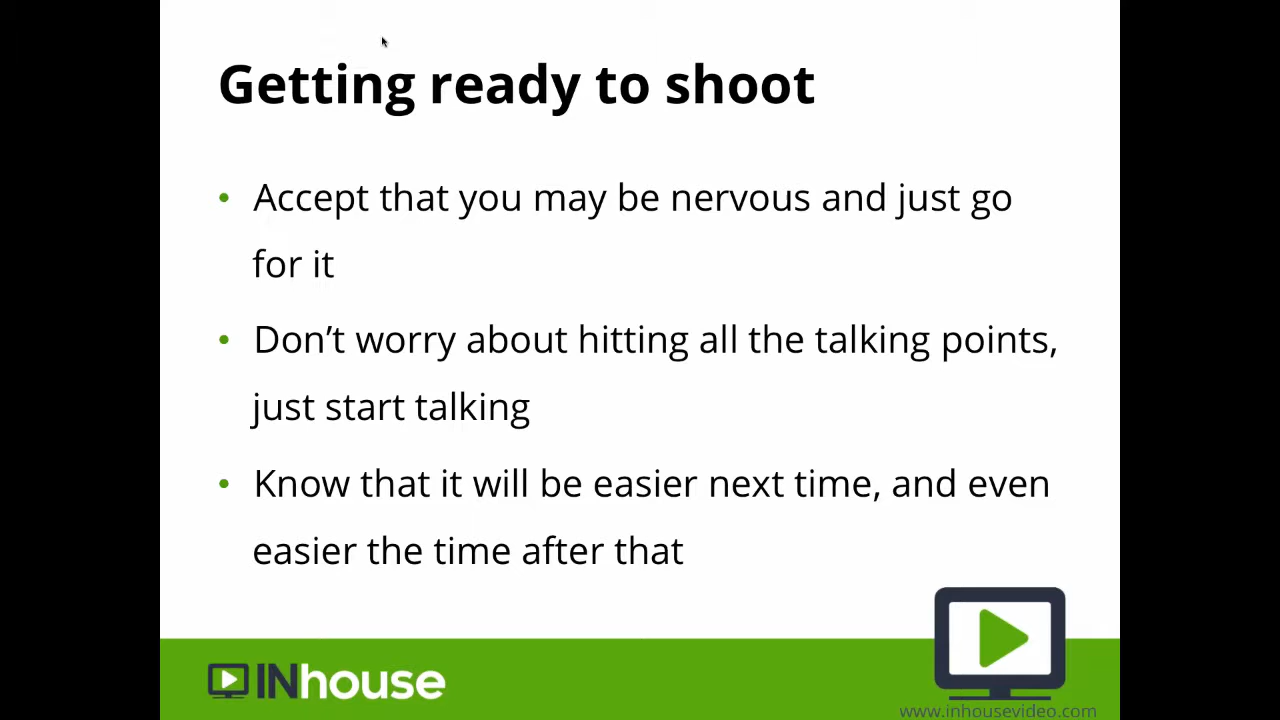 Getting ready to shoot
• Accept that you may be nervous and just go
for it
• Don’t worry about hitting all the talking points,
just start talking
• Know that it will be easier next time, and even
easier the time after that
INhouse
www.inhousevideo.com